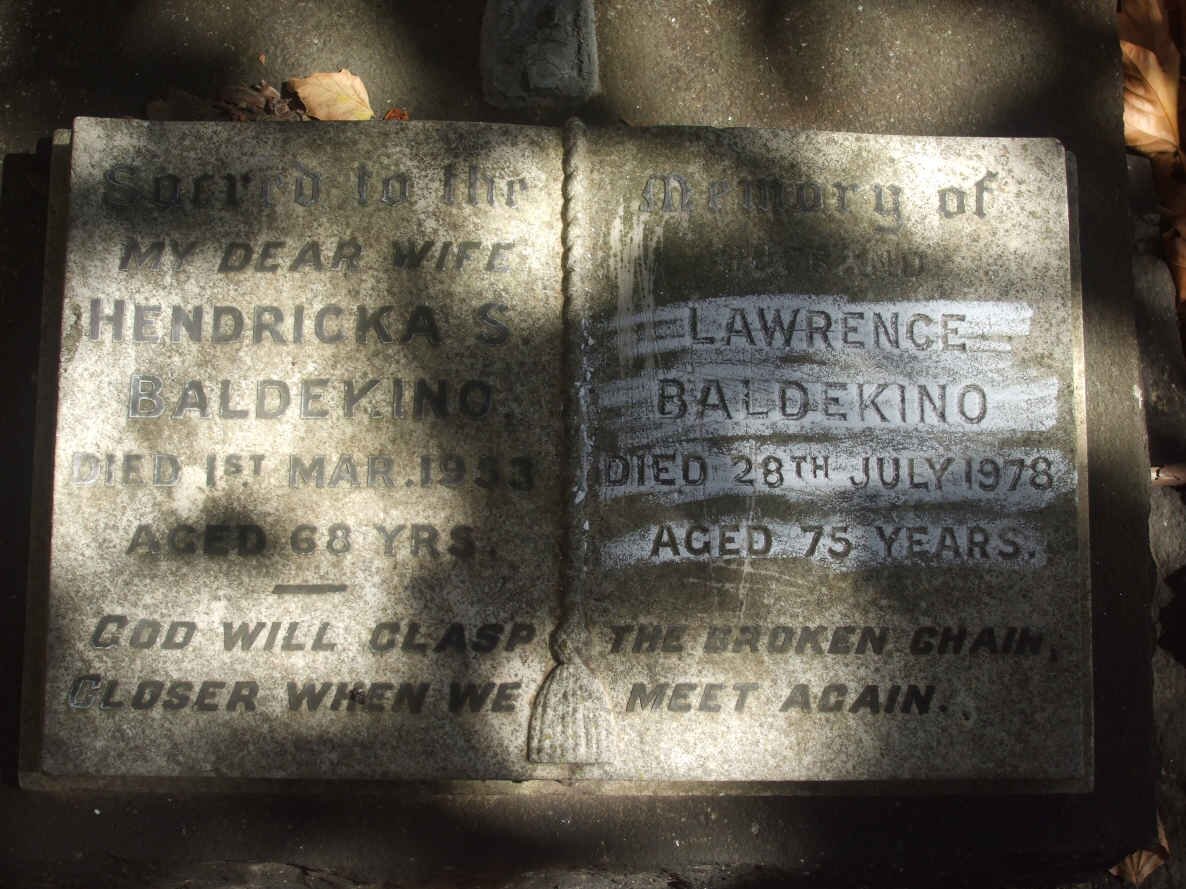 Sacred to the Memory of
MY DEAR WIFE
HENDRICKA S.
BALDEKINO.
DIED 1ST MAR. 1953
AGED 68 YRS.
HUSBAND
LAWRENCE
BALDEKINO
DIED 28TH JULY 1978
AGED 75 YEARS.
GOD WILL CLASP THE BROKEN CHAIN,
CLOSER WHEN WE MEET AGAIN.